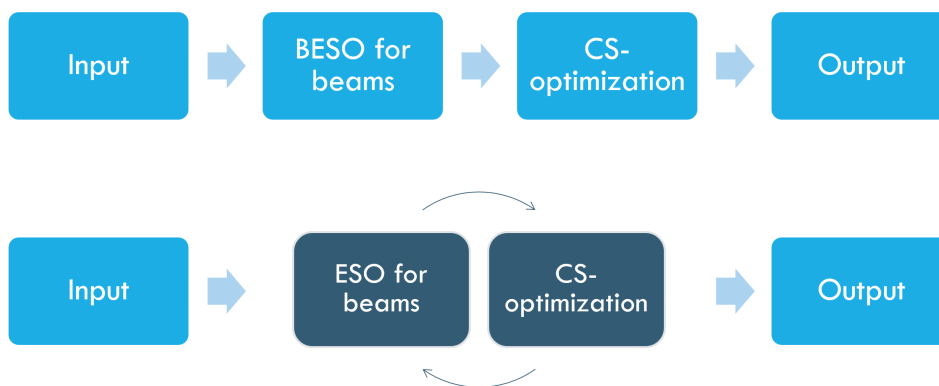 Input
BESO for
beams
CS-
optimization
Output
Input
ESO for
beams
CS-
optimization
Output